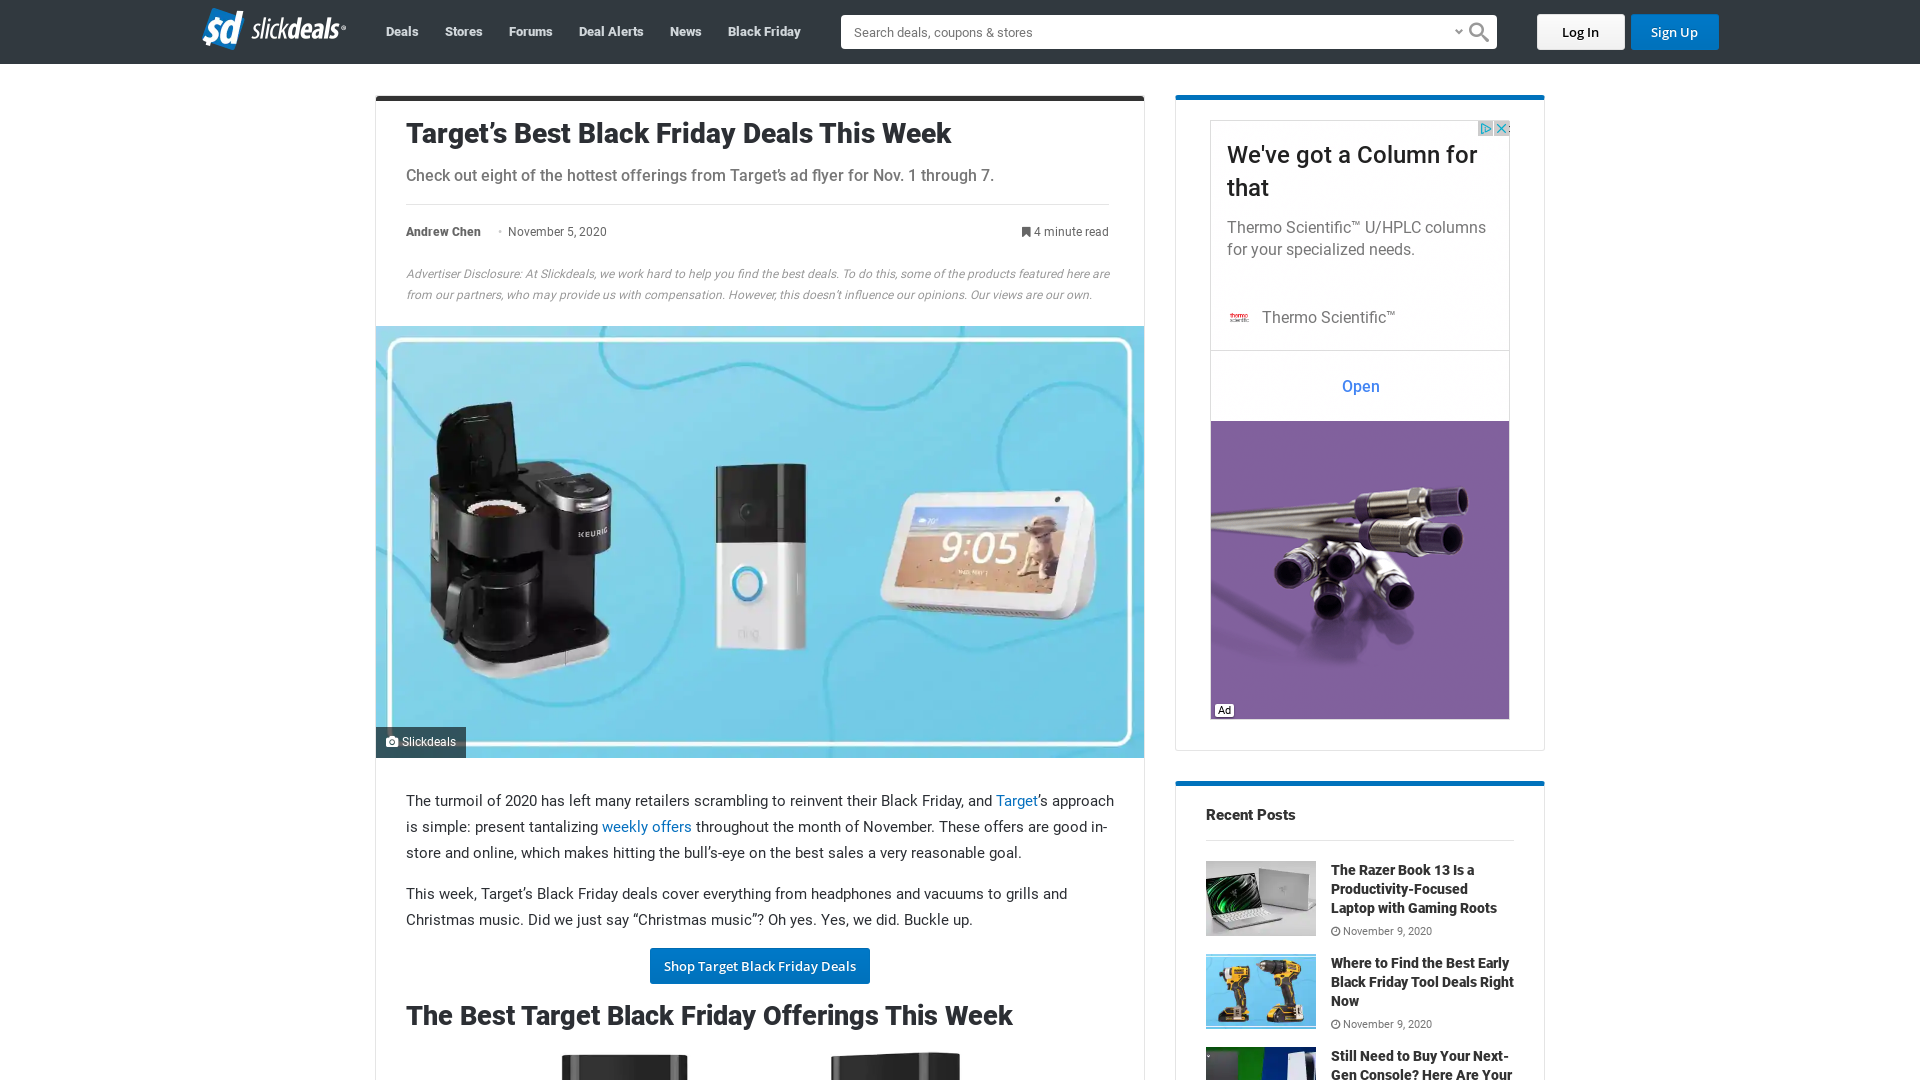 sd slickdeals®
Deals
Stores
Forums
Deal Alerts
News
Black Friday
Search deals, coupons & stores
Log In
Sign Up
Target’s Best Black Friday Deals This Week
Check out eight of the hottest offerings from Target’s ad flyer for Nov. 1 through 7.
Andrew Chen • November 5, 2020
4 minute read
Advertiser Disclosure: At Slickdeals, we work hard to help you find the best deals. To do this, some of the products featured here are
from our partners, who may provide us with compensation. However, this doesn’t influence our opinions. Our views are our own.
KEURIG
ring
9:05
Slickdeals
The turmoil of 2020 has left many retailers scrambling to reinvent their Black Friday, and Target’s approach
is simple: present tantalizing weekly offers throughout the month of November. These offers are good in-
store and online, which makes hitting the bull’s-eye on the best sales a very reasonable goal.
This week, Target’s Black Friday deals cover everything from headphones and vacuums to grills and
Christmas music. Did we just say “Christmas music”? Oh yes. Yes, we did. Buckle up.
Shop Target Black Friday Deals
The Best Target Black Friday Offerings This Week
We've got a Column for
that
Thermo Scientific™ U/HPLC columns
for your specialized needs.
thermo
scientific
Thermo Scientific™
Open
Ad
Recent Posts
The Razer Book 13 Is a
Productivity-Focused
Laptop with Gaming Roots
November 9, 2020
Where to Find the Best Early
Black Friday Tool Deals Right
Now
November 9, 2020
Still Need to Buy Your Next-
Gen Console? Here Are Your